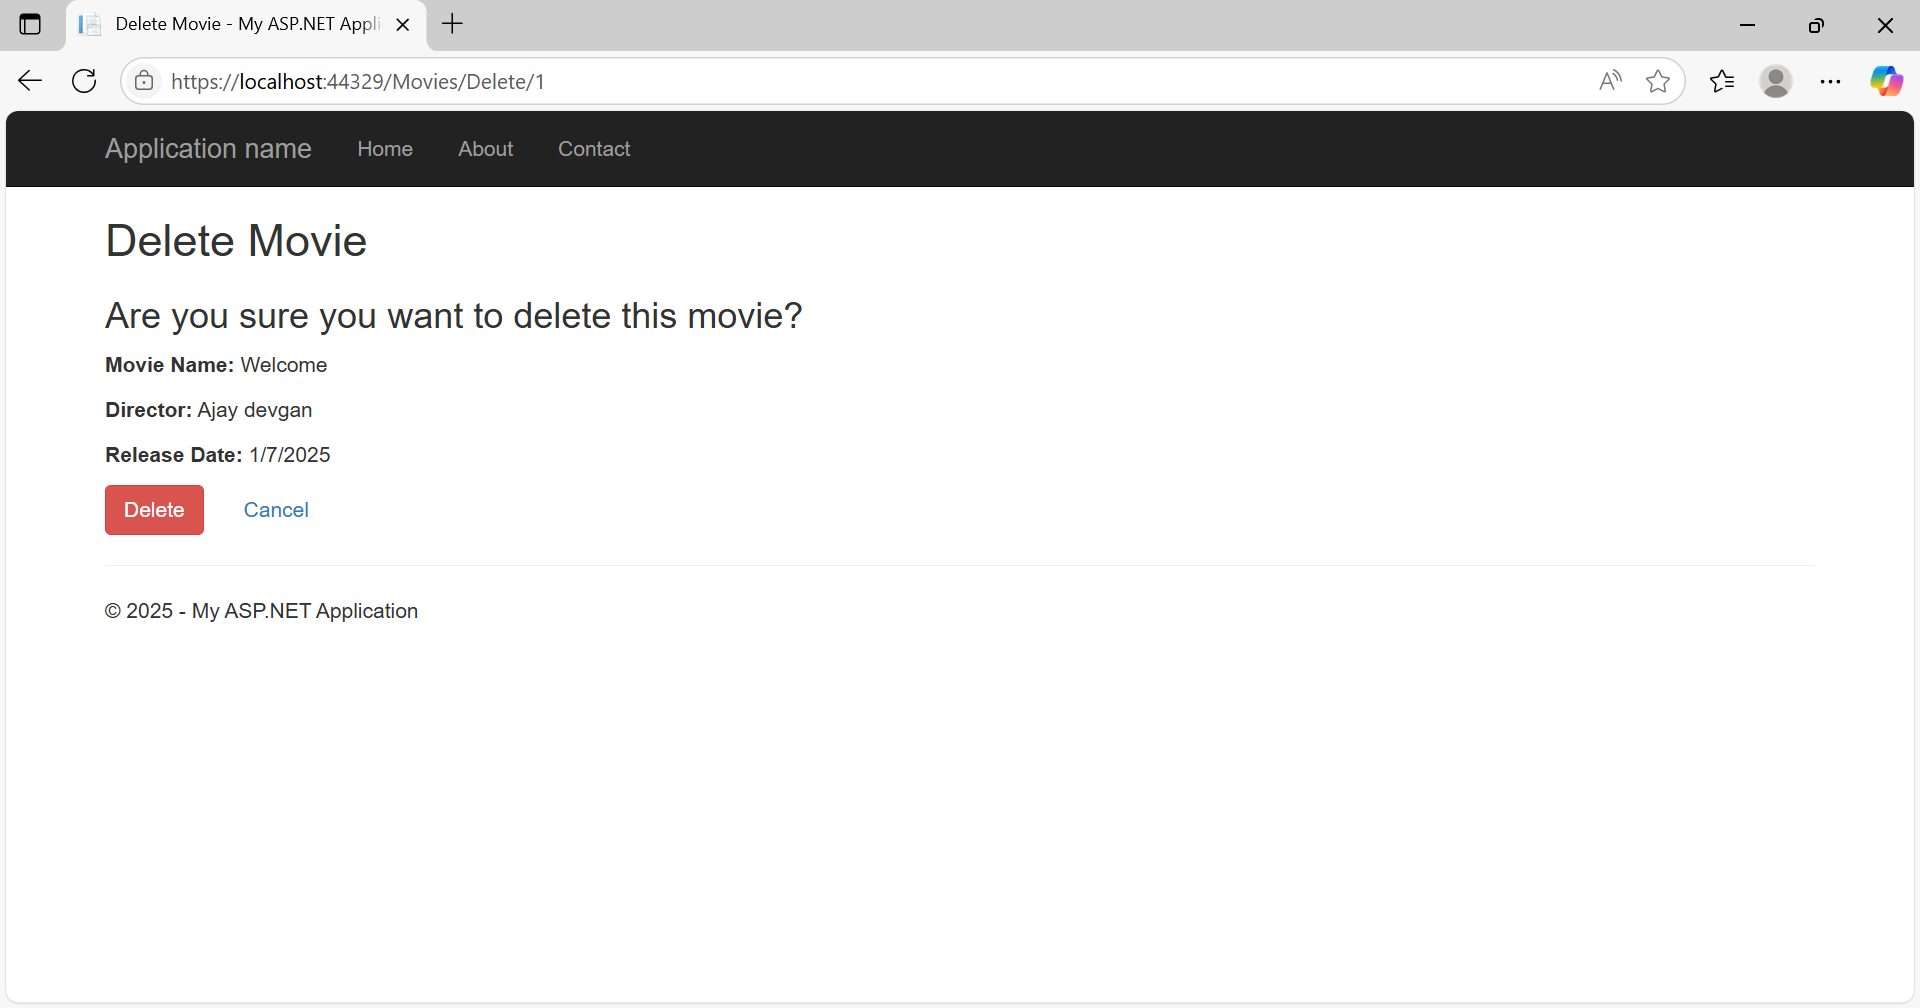 Delete Movie - My ASP.NET Appli
https://localhost:44329/Movies/Delete/1
Application name Home About Contact
Delete Movie
Are you sure you want to delete this movie?
Movie Name: Welcome
Director: Ajay devgan
Release Date: 1/7/2025
Delete Cancel
© 2025 - My ASP.NET Application